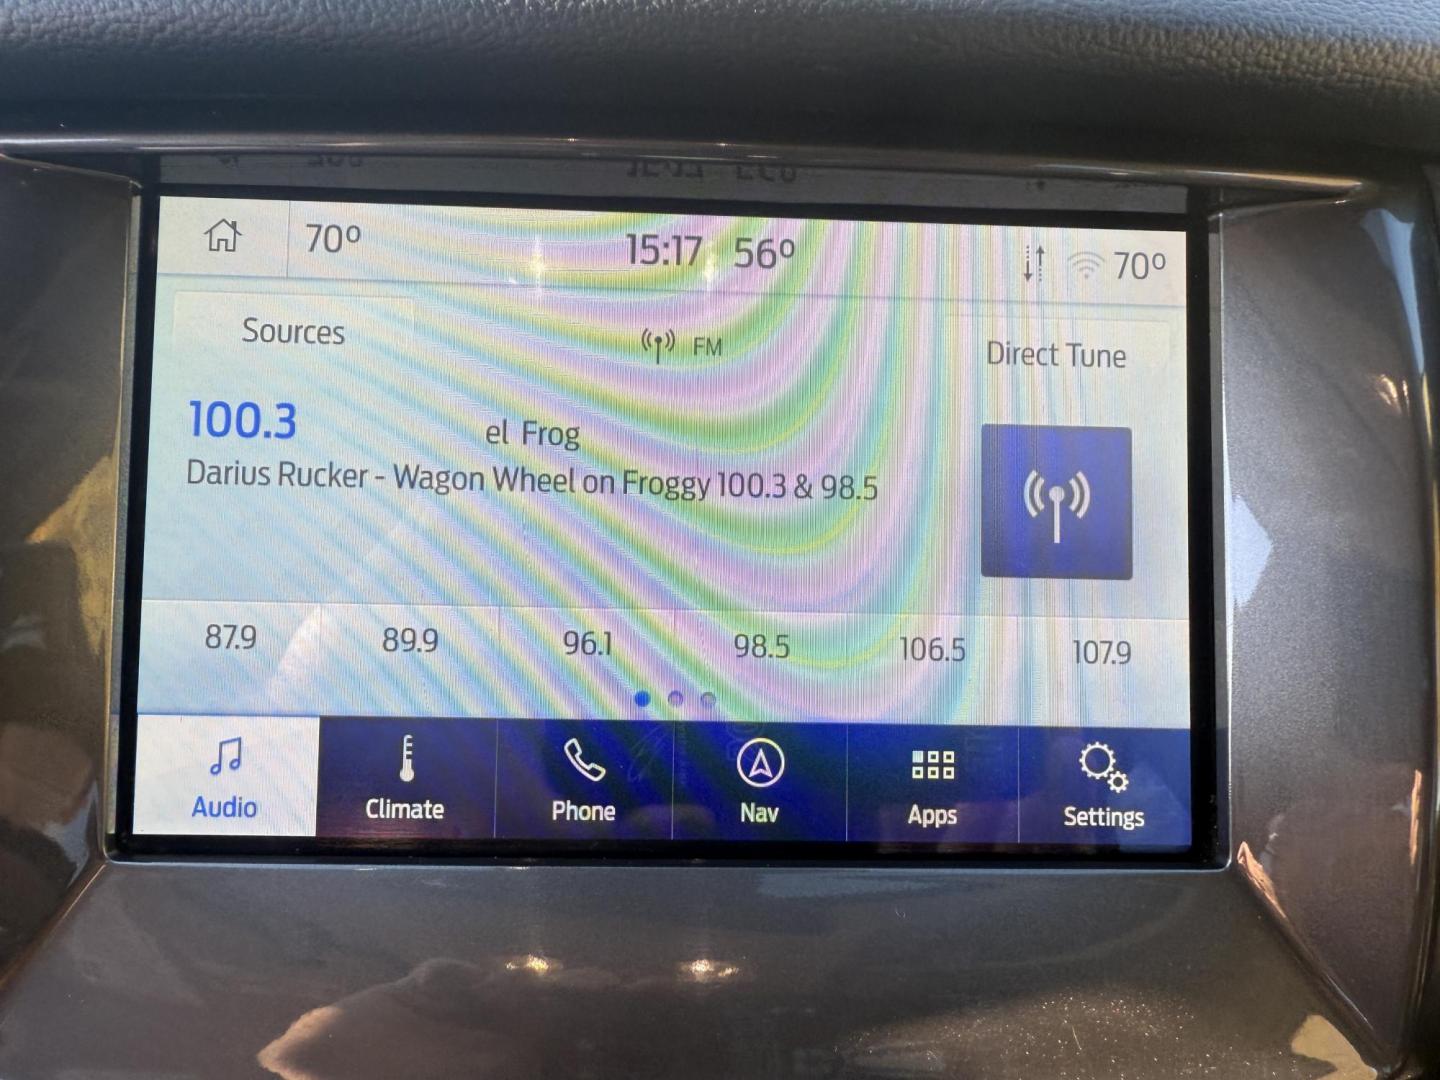 70° 15:17 56° 70°
Sources FM Direct Tune
100.3 el Frog
Darius Rucker - Wagon Wheel on Froggy 100.3 & 98.5
87.9 89.9 96.1 98.5 106.5 107.9
Audio Climate Phone Nav Apps Settings